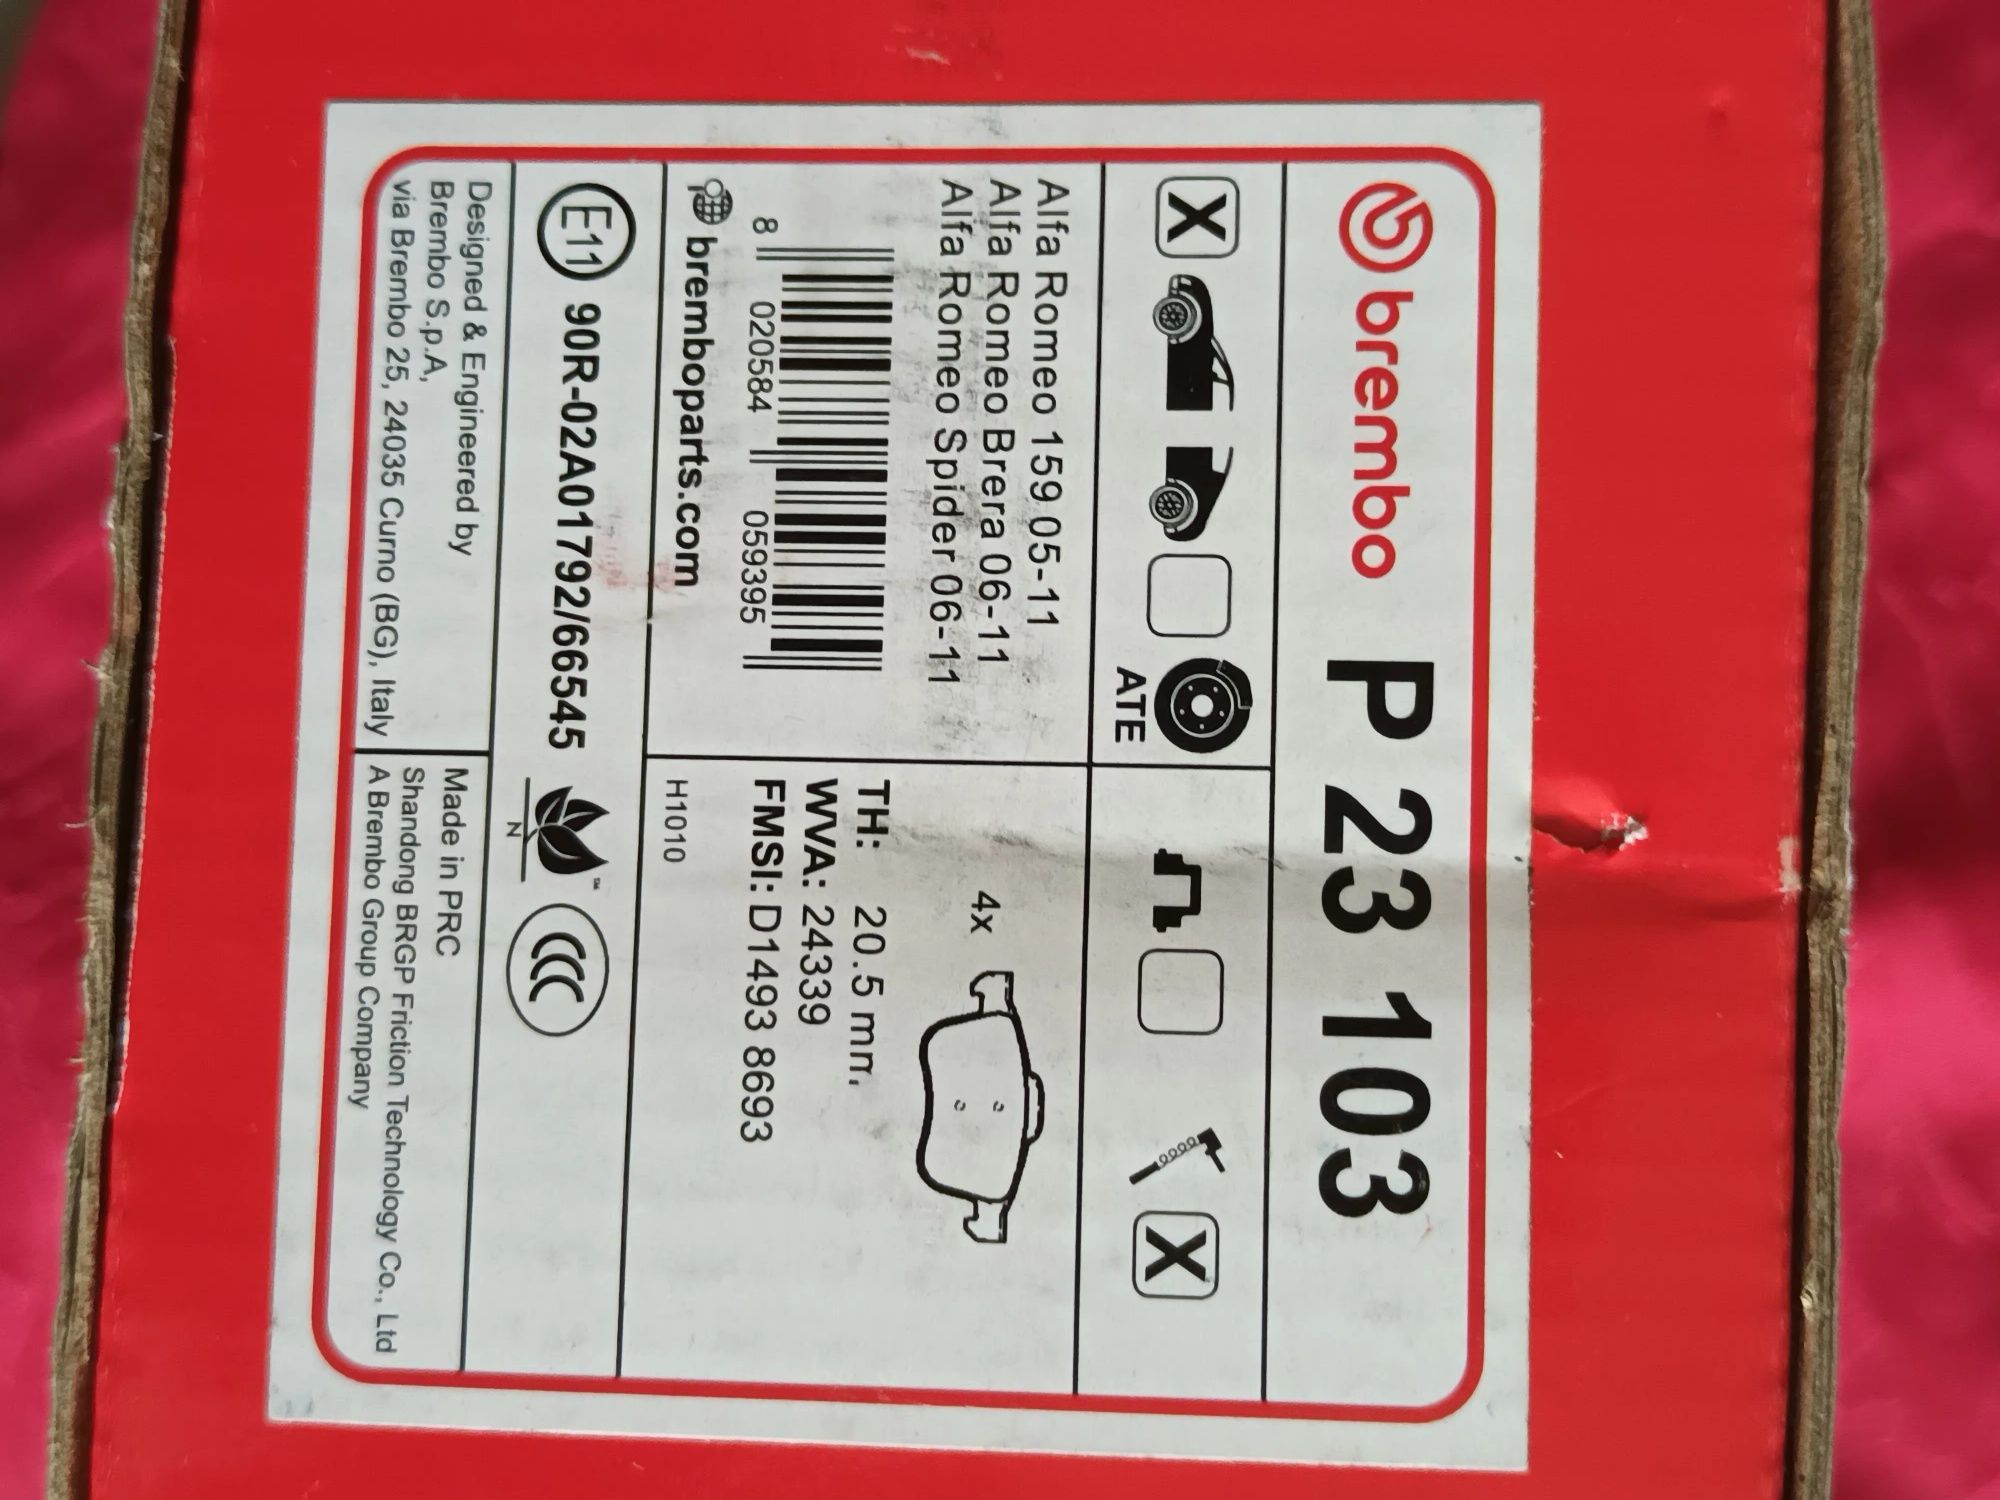 brembo P 23 103
X
ATE
X
Alfa Romeo 159 05-11
Alfa Romeo Brera 06-11
Alfa Romeo Spider 06-11
8 020584 059395
bremboparts.com
4x
TH: 20.5 mm.
WVA: 24339
FMSI: D1493 8693
H1010
E11 90R-02A01792/66545
N
™
CCC
Designed & Engineered by
Brembo S.p.A,
via Brembo 25, 24035 Curno (BG), Italy
Made in PRC
Shandong BRGP Friction Technology Co., Ltd
A Brembo Group Company